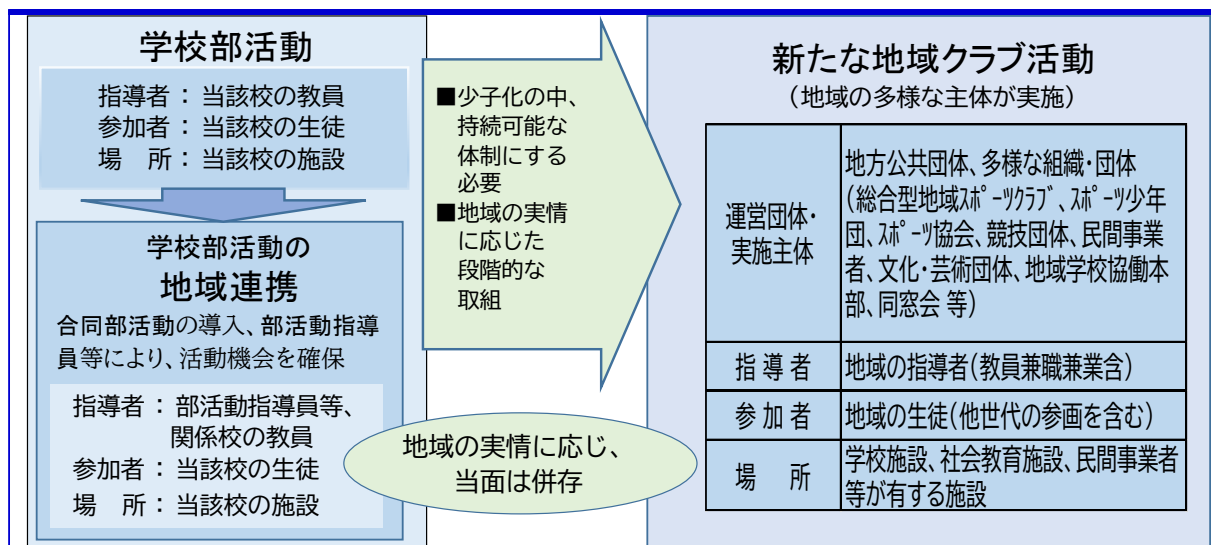 学校部活動
指導者：当該校の教員
参加者：当該校の生徒
場　所：当該校の施設
学校部活動の
地域連携
合同部活動の導入、部活動指導
員等により、活動機会を確保
指導者：部活動指導員等、
関係校の教員
参加者：当該校の生徒
場　所：当該校の施設
■少子化の中、
持続可能な
体制にする
必要
■地域の実情
に応じた
段階的な
取組
地域の実情に応じ、
当面は併存
新たな地域クラブ活動
（地域の多様な主体が実施）
運営団体・
実施主体
地方公共団体、多様な組織・団体
（総合型地域ｽﾎﾟｰﾂｸﾗﾌﾞ、ｽﾎﾟｰﾂ少年
団、ｽﾎﾟｰﾂ協会、競技団体、民間事業
者、文化・芸術団体、地域学校協働本
部、同窓会 等）
指導者
地域の指導者（教員兼職兼業含）
参加者
地域の生徒（他世代の参画を含む）
場　所
学校施設、社会教育施設、民間事業者
等が有する施設